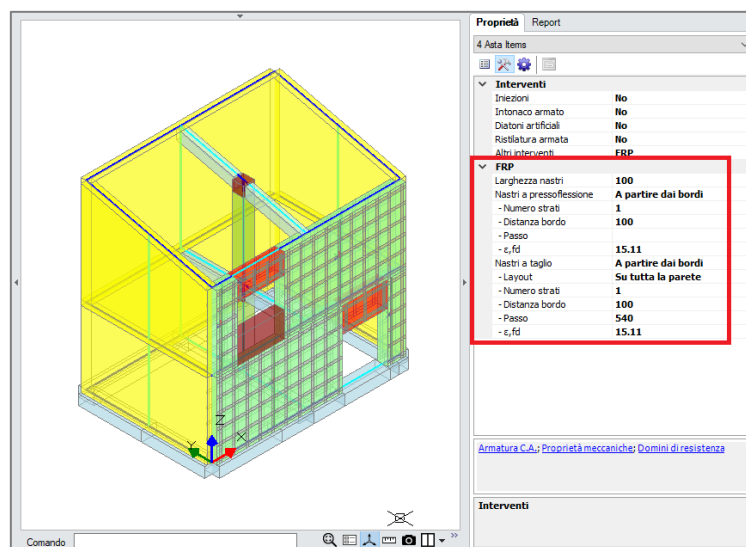 Proprietà Report
4 Asta Items
Interventi
Iniezioni No
Intonaco armato No
Diatoni artificiali No
Ristilatura armata No
Altri interventi FRP
FRP
Larghezza nastri 100
Nastri a pressoflessione A partire dai bordi
- Numero strati 1
- Distanza bordo 100
- Passo
- ε,fd 15.11
Nastri a taglio A partire dai bordi
- Layout Su tutta la parete
- Numero strati 1
- Distanza bordo 100
- Passo 540
- ε,fd 15.11
Z
Y X
Armatura C.A.; Proprietà meccaniche; Domini di resistenza
Interventi
Comando